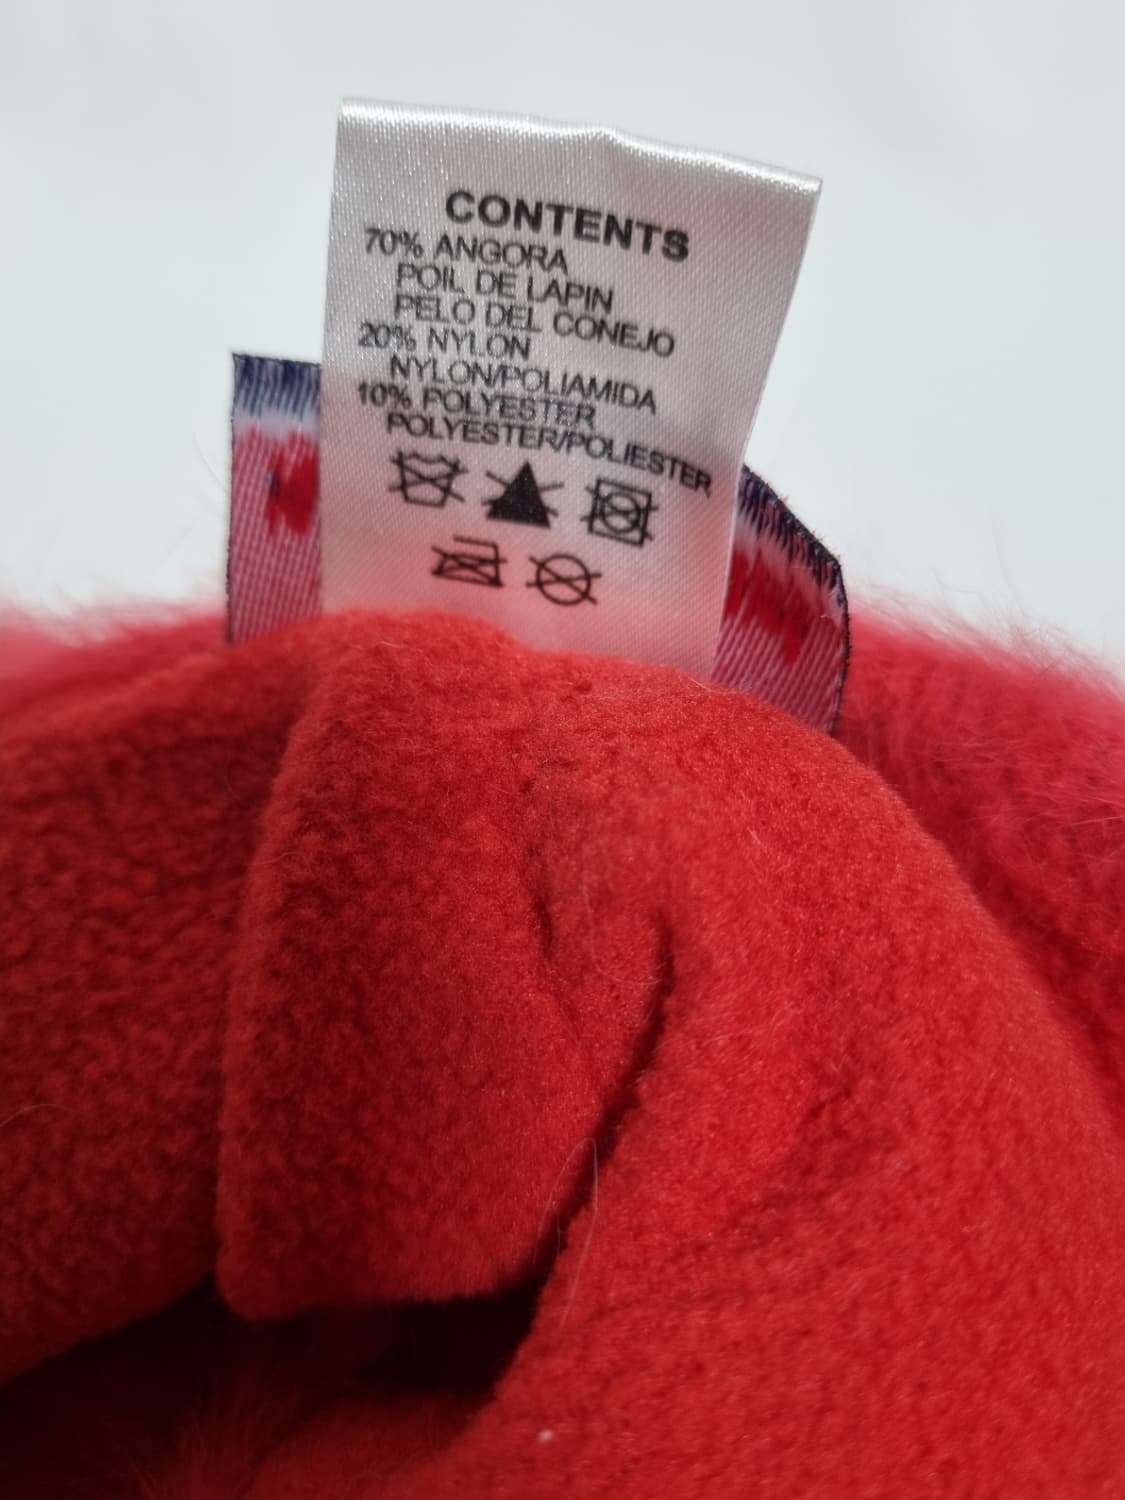 CONTENTS
70% ANGORA
POIL DE LAPIN
PELO DEL CONEJO
20% NYLON
NYLON/POLIAMIDA
10% POLYESTER
POLYESTER/POLIESTER